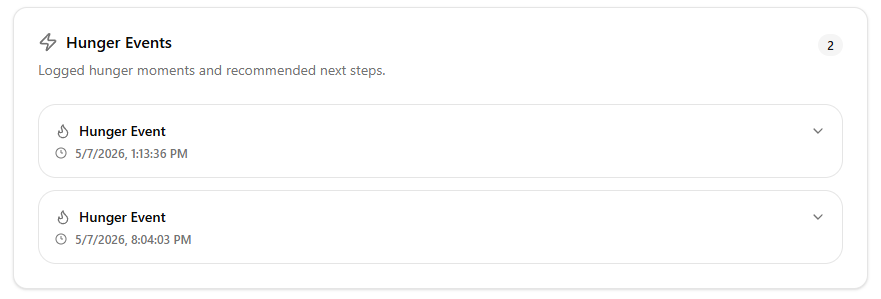 Hunger Events
2
Logged hunger moments and recommended next steps.
Hunger Event
5/7/2026, 1:13:36 PM
Hunger Event
5/7/2026, 8:04:03 PM